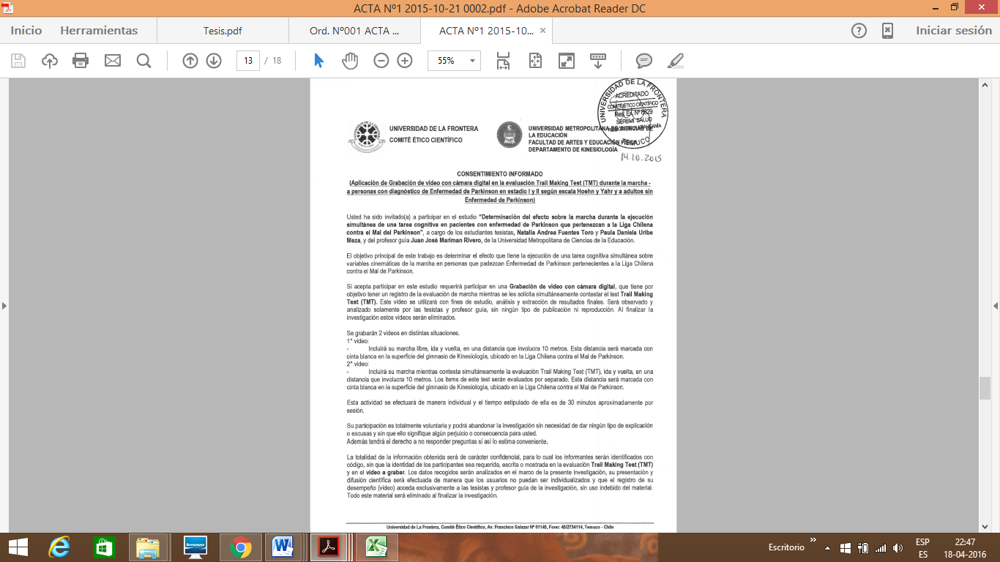 ACTA Nº1 2015-10-21 0002.pdf - Adobe Acrobat Reader DC
Inicio Herramientas Tesis.pdf Ord. Nº001 ACTA ... ACTA Nº1 2015-10... × Iniciar sesión
13 / 18 55%
UNIVERSIDAD DE LA FRONTERA
ACREDITADO
COMITÉ ÉTICO CIENTÍFICO
Res. Ex. Nº 8829
SEREMI SALUD
TEMUCO
14.10.2015
UNIVERSIDAD DE LA FRONTERA
COMITÉ ÉTICO CIENTÍFICO
UNIVERSIDAD METROPOLITANA DE CIENCIAS DE
LA EDUCACIÓN
FACULTAD DE ARTES Y EDUCACIÓN FÍSICA
DEPARTAMENTO DE KINESIOLOGÍA
CONSENTIMIENTO INFORMADO
(Aplicación de Grabación de video con cámara digital en la evaluación Trail Making Test (TMT) durante la marcha -
a personas con diagnóstico de Enfermedad de Parkinson en estadio I y II según escala Hoehn y Yahr y a adultos sin
Enfermedad de Parkinson)
Usted ha sido invitado(a) a participar en el estudio "Determinación del efecto sobre la marcha durante la ejecución
simultánea de una tarea cognitiva en pacientes con enfermedad de Parkinson que pertenezcan a la Liga Chilena
contra el Mal del Parkinson", a cargo de los estudiantes tesistas, Natalia Andrea Fuentes Toro y Paula Daniela Uribe
Meza, y del profesor guía Juan José Mariman Rivero, de la Universidad Metropolitana de Ciencias de la Educación.
El objetivo principal de este trabajo es determinar el efecto que tiene la ejecución de una tarea cognitiva simultánea sobre
variables cinemáticas de la marcha en personas que padezcan Enfermedad de Parkinson pertenecientes a la Liga Chilena
contra el Mal de Parkinson.
Si acepta participar en este estudio requerirá participar en una Grabación de video con cámara digital, que tiene por
objetivo tener un registro de la evaluación de marcha mientras se les solicita simultáneamente contestar el test Trail Making
Test (TMT). Este video se utilizará con fines de estudio, análisis y extracción de resultados finales. Será observado y
analizado solamente por las tesistas y profesor guía, sin ningún tipo de publicación ni reproducción. Al finalizar la
investigación estos videos serán eliminados.
Se grabarán 2 videos en distintas situaciones.
1° video:
- Incluirá su marcha libre, ida y vuelta, en una distancia que involucra 10 metros. Esta distancia será marcada con
cinta blanca en la superficie del gimnasio de Kinesiología, ubicado en la Liga Chilena contra el Mal de Parkinson.
2° video:
- Incluirá su marcha mientras contesta simultáneamente la evaluación Trail Making Test (TMT), ida y vuelta, en una
distancia que involucra 10 metros. Los ítems de este test serán evaluados por separado. Esta distancia será marcada con
cinta blanca en la superficie del gimnasio de Kinesiología, ubicado en la Liga Chilena contra el Mal de Parkinson.
Esta actividad se efectuará de manera individual y el tiempo estipulado de ella es de 30 minutos aproximadamente por
sesión.
Su participación es totalmente voluntaria y podrá abandonar la investigación sin necesidad de dar ningún tipo de explicación
o excusas y sin que ello signifique algún perjuicio o consecuencia para usted.
Además tendrá el derecho a no responder preguntas si así lo estima conveniente.
La totalidad de la información obtenida será de carácter confidencial, para lo cual los informantes serán identificados con
código, sin que la identidad de los participantes sea requerida, escrita o mostrada en la evaluación Trail Making Test (TMT)
y en el video a grabar. Los datos recogidos serán analizados en el marco de la presente investigación, su presentación y
difusión científica será efectuada de manera que los usuarios no puedan ser individualizados y que el registro de su
desempeño (video) acceda exclusivamente a las tesistas y profesor guía de la investigación, sin uso indebido del material.
Todo este material será eliminado al finalizar la investigación.
Universidad de La Frontera, Comité Ético Científico, Av. Francisco Salazar Nº 01145, Fono: 45/2734114, Temuco - Chile
lenovo
Escritorio » ESP 22:47
ES 18-04-2016